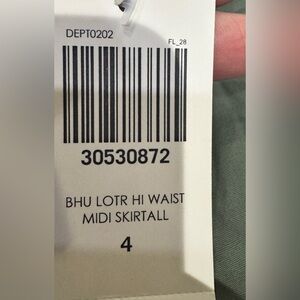 DEPT0202
FL_28
30530872
BHU LOTR HI WAIST
MIDI SKIRTALL
4